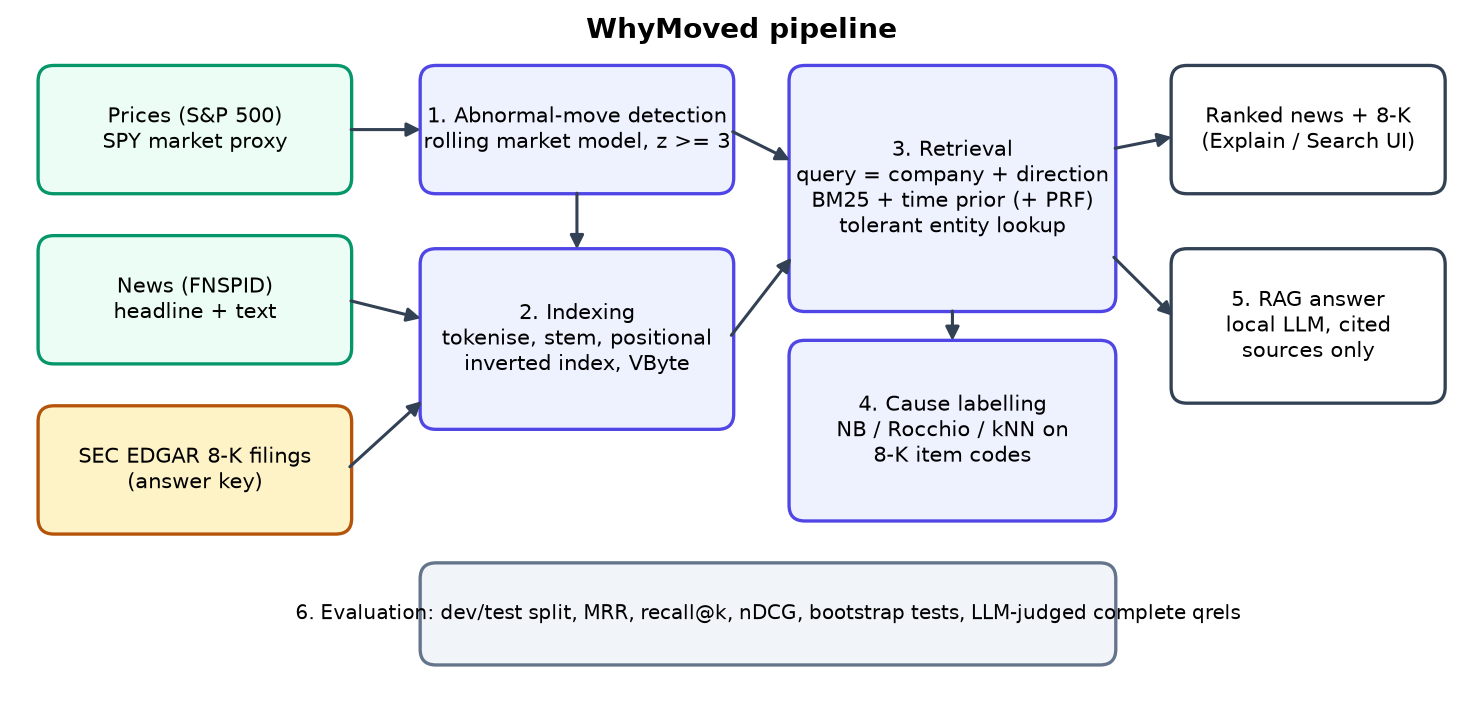 WhyMoved pipeline
Prices (S&P 500)
SPY market proxy
1. Abnormal-move detection
rolling market model, z >= 3
3. Retrieval
query = company + direction
BM25 + time prior (+ PRF)
tolerant entity lookup
Ranked news + 8-K
(Explain / Search UI)
News (FNSPID)
headline + text
2. Indexing
tokenise, stem, positional
inverted index, VByte
5. RAG answer
local LLM, cited
sources only
SEC EDGAR 8-K filings
(answer key)
4. Cause labelling
NB / Rocchio / kNN on
8-K item codes
6. Evaluation: dev/test split, MRR, recall@k, nDCG, bootstrap tests, LLM-judged complete qrels